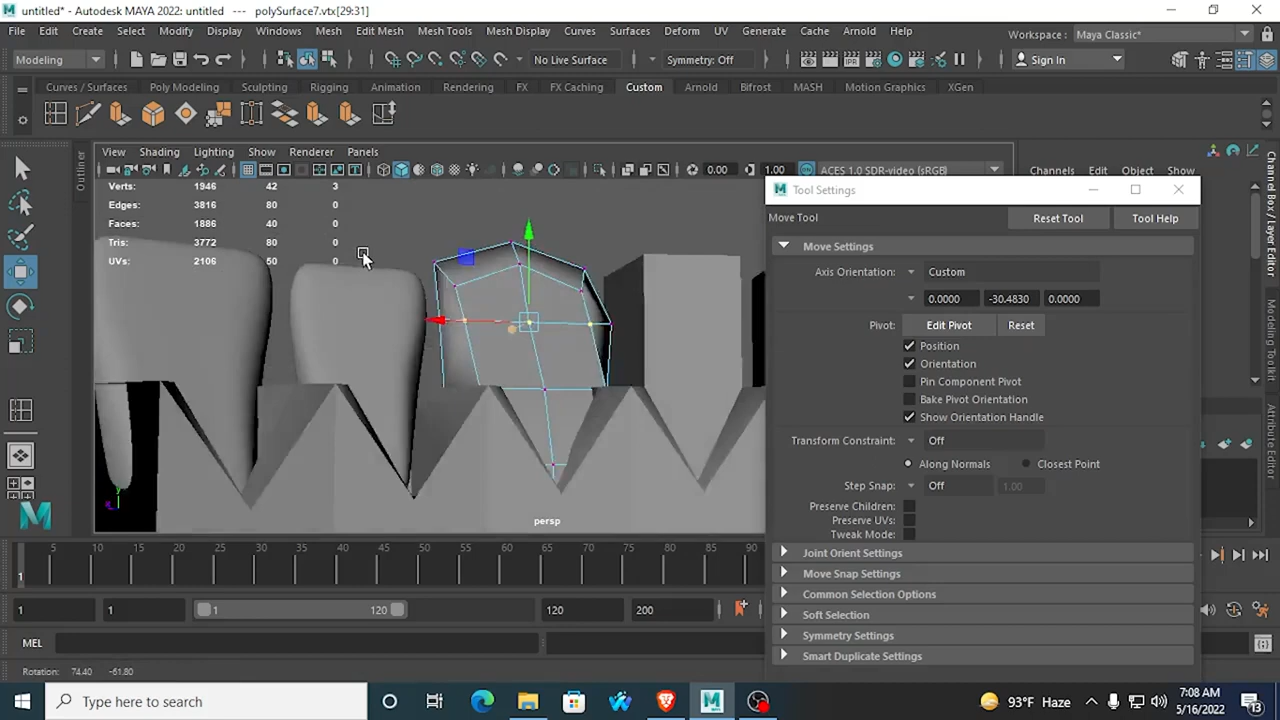 untitled* - Autodesk MAYA 2022: untitled --- polySurface7.vtx[29:31]
File Edit Create Select Modify Display Windows Mesh Edit Mesh Mesh Tools Mesh Display Curves Surfaces Deform UV Generate Cache Arnold Help
Workspace : Maya Classic*
Modeling No Live Surface Symmetry: Off Sign In
Curves / Surfaces Poly Modeling Sculpting Rigging Animation Rendering FX FX Caching Custom Arnold Bifrost MASH Motion Graphics XGen
Outliner
View Shading Lighting Show Renderer Panels
0.00 1.00 ACES 1.0 SDR-video (sRGB)
Channels Edit Object Show
Channel Box / Layer Editor
Attribute Editor
Verts: 1946 42 3
Edges: 3816 80 0
Faces: 1886 40 0
Tris: 3772 80 0
UVs: 2106 50 0
y
persp
Tool Settings
Move Tool Reset Tool Tool Help
Move Settings
Axis Orientation: Custom
0.0000 -30.4830 0.0000
Pivot: Edit Pivot Reset
Position
Orientation
Pin Component Pivot
Bake Pivot Orientation
Show Orientation Handle
Transform Constraint: Off
Along Normals Closest Point
Step Snap: Off 1.00
Preserve Children:
Preserve UVs:
Tweak Mode:
Joint Orient Settings
Move Snap Settings
Common Selection Options
Soft Selection
Symmetry Settings
Smart Duplicate Settings
5 10 15 20 25 30 35 40 45 50 55 60 65 70 75 80 85 90
1
1 1 1 120 120 200
MEL
Rotation: 74.40 -61.80
Type here to search
93°F Haze
7:08 AM
5/16/2022
13